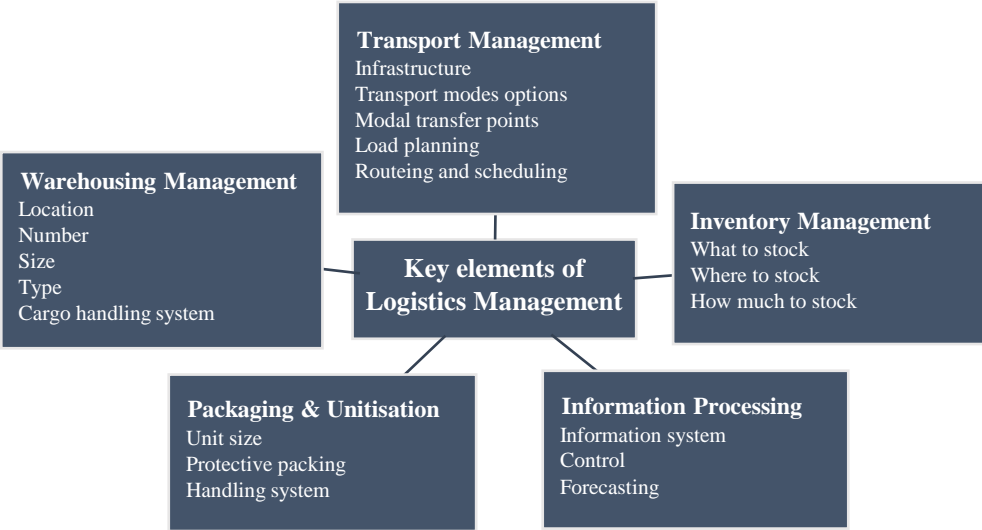 Transport Management
Infrastructure
Transport modes options
Modal transfer points
Load planning
Routeing and scheduling
Warehousing Management
Location
Number
Size
Type
Cargo handling system
Inventory Management
What to stock
Where to stock
How much to stock
Key elements of
Logistics Management
Packaging & Unitisation
Unit size
Protective packing
Handling system
Information Processing
Information system
Control
Forecasting